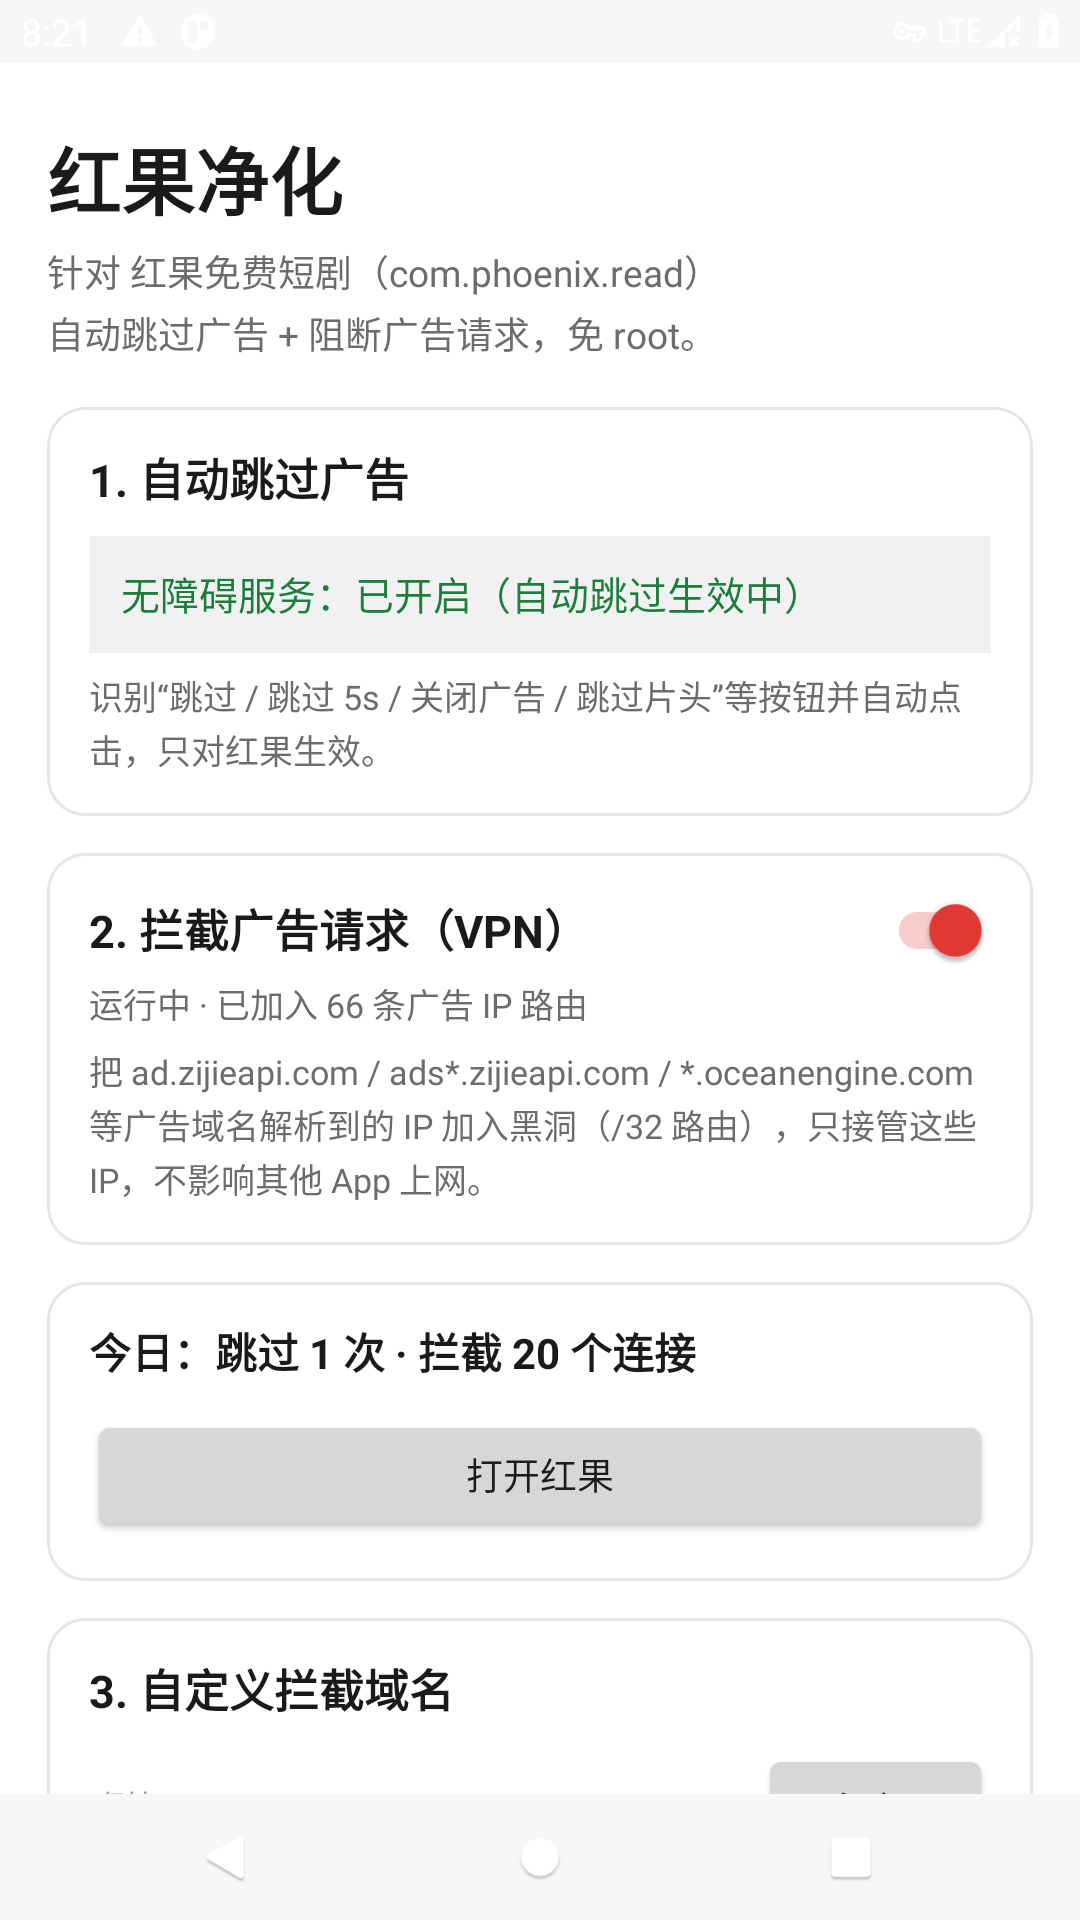 8:21
LTE
红果净化
针对 红果免费短剧（com.phoenix.read）
自动跳过广告 + 阻断广告请求，免 root。
1. 自动跳过广告
无障碍服务：已开启（自动跳过生效中）
识别“跳过 / 跳过 5s / 关闭广告 / 跳过片头”等按钮并自动点
击，只对红果生效。
2. 拦截广告请求（VPN）
运行中 · 已加入 66 条广告 IP 路由
把 ad.zijieapi.com / ads*.zijieapi.com / *.oceanengine.com
等广告域名解析到的 IP 加入黑洞（/32 路由），只接管这些
IP，不影响其他 App 上网。
今日：跳过 1 次 · 拦截 20 个连接
打开红果
3. 自定义拦截域名